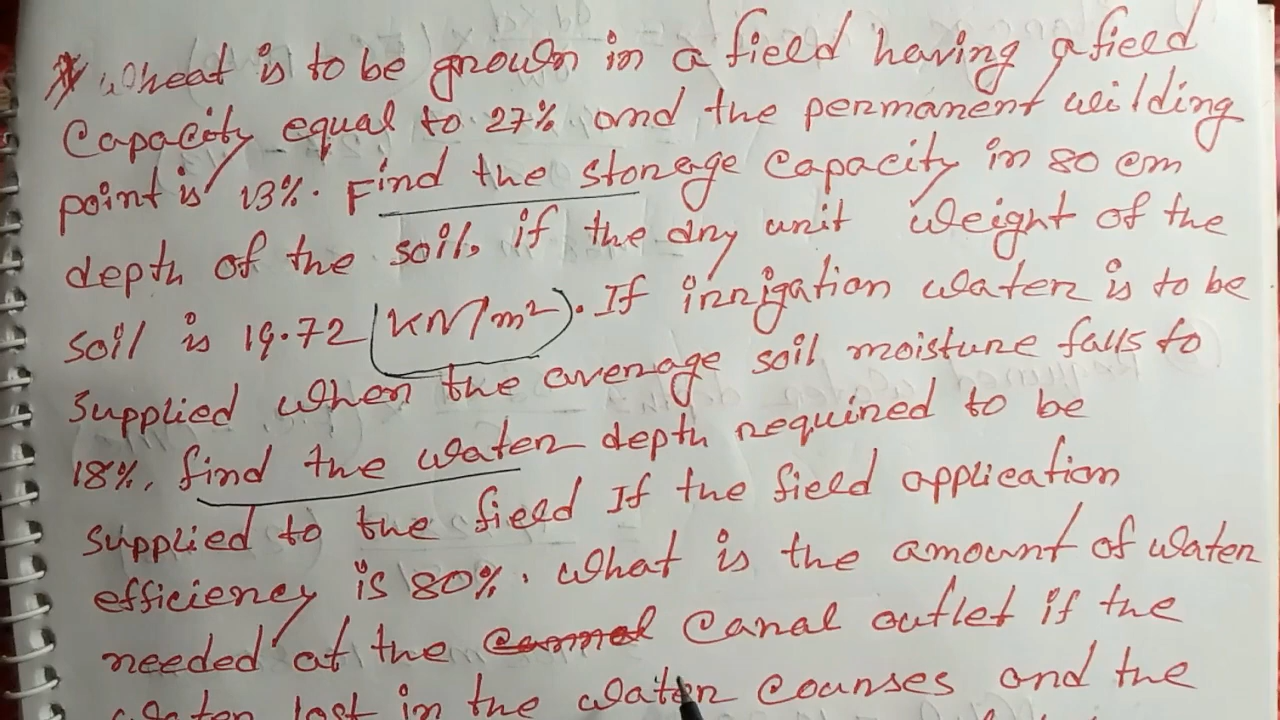 * Wheat is to be grown in a field having a field
Capacity equal to 27% and the permanent wilding
point is 13%. Find the storage capacity in 80 cm
depth of the soil, if the dry unit weight of the
soil is 19.72 (KN/m²). If irrigation water is to be
supplied when the average soil moisture falls to
18%, find the water depth required to be
supplied to the field If the field application
efficiency is 80%. What is the amount of water
needed at the canal outlet if the
water lost in the water courses and the